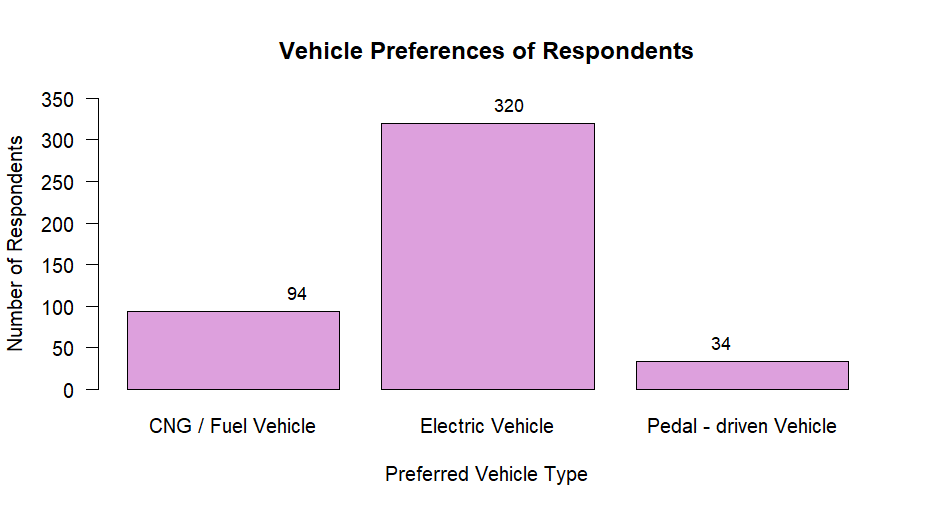 Vehicle Preferences of Respondents
Number of Respondents
350
300
250
200
150
100
50
0
94
320
34
CNG / Fuel Vehicle
Electric Vehicle
Pedal - driven Vehicle
Preferred Vehicle Type